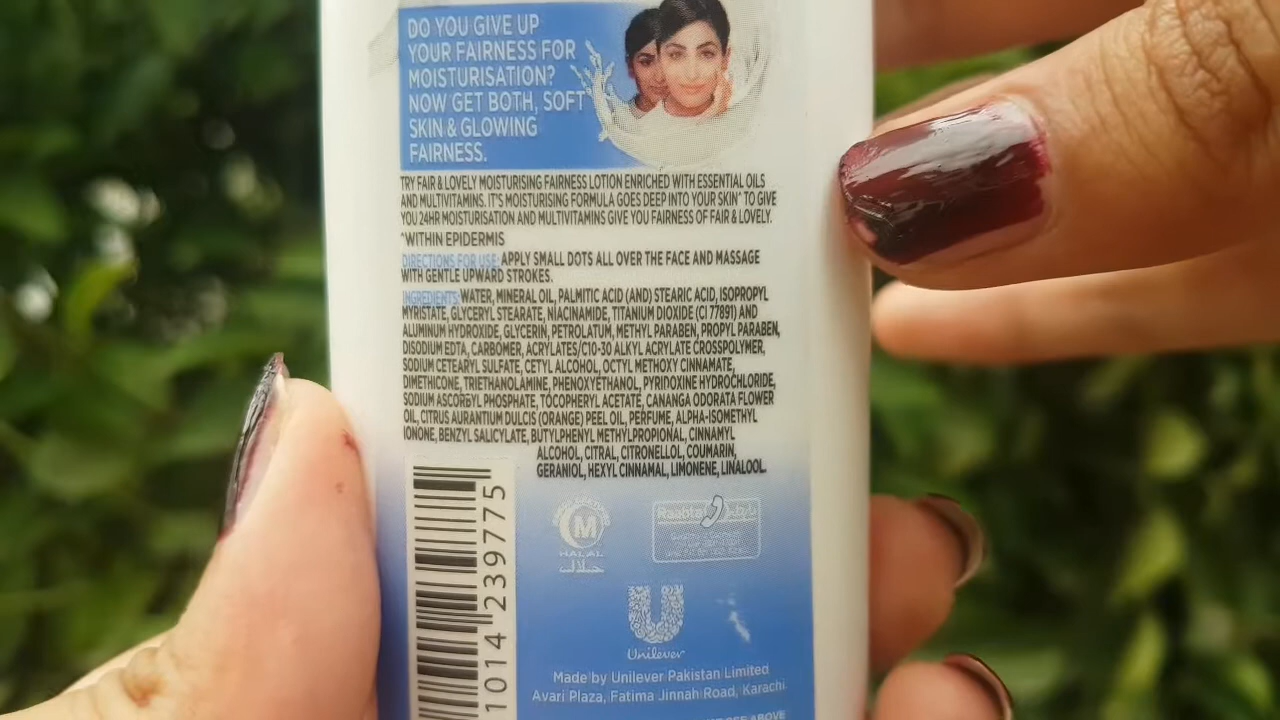 DO YOU GIVE UP
YOUR FAIRNESS FOR
MOISTURISATION?
NOW GET BOTH, SOFT
SKIN & GLOWING
FAIRNESS.
TRY FAIR & LOVELY MOISTURISING FAIRNESS LOTION ENRICHED WITH ESSENTIAL OILS
AND MULTIVITAMINS. IT'S MOISTURISING FORMULA GOES DEEP INTO YOUR SKIN^ TO GIVE
YOU 24HR MOISTURISATION AND MULTIVITAMINS GIVE YOU FAIRNESS OF FAIR & LOVELY.
^WITHIN EPIDERMIS
DIRECTIONS FOR USE: APPLY SMALL DOTS ALL OVER THE FACE AND MASSAGE
WITH GENTLE UPWARD STROKES.
INGREDIENTS: WATER, MINERAL OIL, PALMITIC ACID (AND) STEARIC ACID, ISOPROPYL
MYRISTATE, GLYCERYL STEARATE, NIACINAMIDE, TITANIUM DIOXIDE (CI 77891) AND
ALUMINUM HYDROXIDE, GLYCERIN, PETROLATUM, METHYL PARABEN, PROPYL PARABEN,
DISODIUM EDTA, CARBOMER, ACRYLATES/C10-30 ALKYL ACRYLATE CROSSPOLYMER,
SODIUM CETEARYL SULFATE, CETYL ALCOHOL, OCTYL METHOXY CINNAMATE,
DIMETHICONE, TRIETHANOLAMINE, PHENOXYETHANOL, PYRIDOXINE HYDROCHLORIDE,
SODIUM ASCORBYL PHOSPHATE, TOCOPHERYL ACETATE, CANANGA ODORATA FLOWER
OIL, CITRUS AURANTIUM DULCIS (ORANGE) PEEL OIL, PERFUME, ALPHA-ISOMETHYL
IONONE, BENZYL SALICYLATE, BUTYLPHENYL METHYLPROPIONAL, CINNAMYL
ALCOHOL, CITRAL, CITRONELLOL, COUMARIN,
GERANIOL, HEXYL CINNAMAL, LIMONENE, LINALOOL.
1014 239775
M
HALAL
حلال
Raabta
Unilever
Made by Unilever Pakistan Limited
Avari Plaza, Fatima Jinnah Road, Karachi
ABOVE